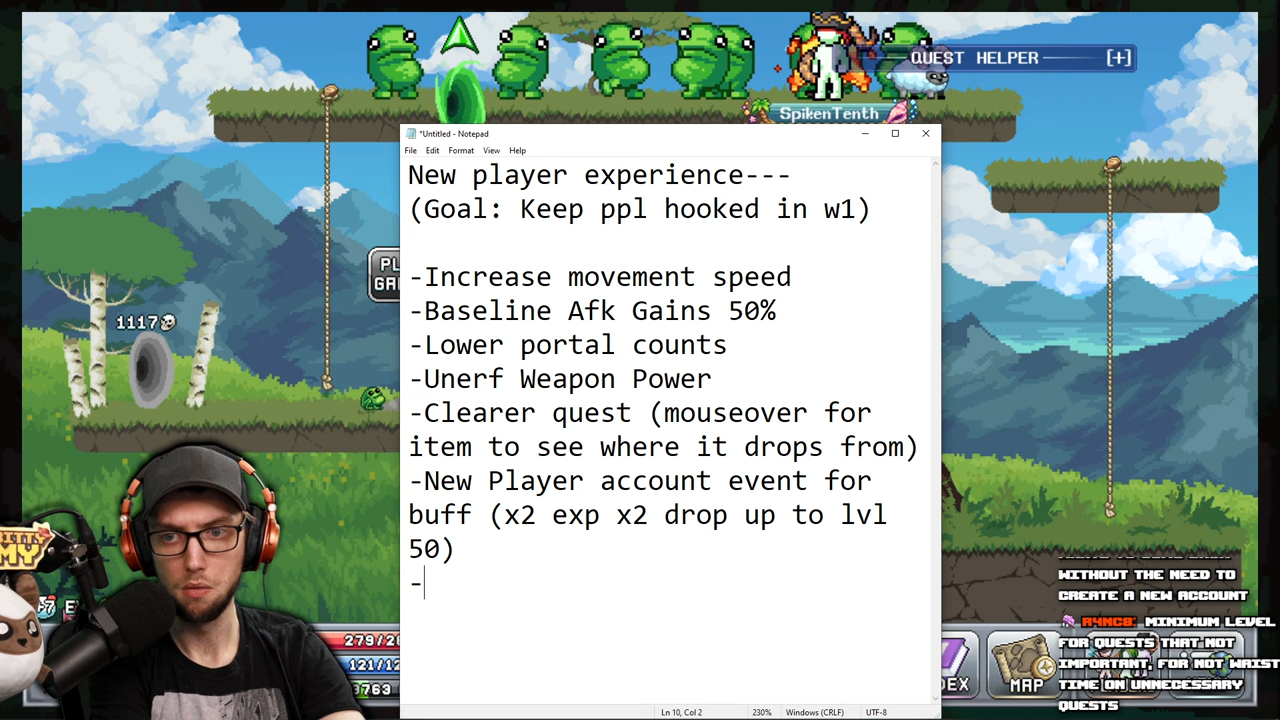 QUEST HELPER [+]
SpikenTenth
*Untitled - Notepad
File Edit Format View Help
New player experience---
(Goal: Keep ppl hooked in w1)
-Increase movement speed
-Baseline Afk Gains 50%
-Lower portal counts
-Unerf Weapon Power
-Clearer quest (mouseover for
item to see where it drops from)
-New Player account event for
buff (x2 exp x2 drop up to lvl
50)
-
Ln 10, Col 2 230% Windows (CRLF) UTF-8
1117
279/2
121/12
MAP
WITHOUT THE NEED TO
CREATE A NEW ACCOUNT
R4NC8: MINIMUM LEVEL
FOR QUESTS THAT NOT
IMPORTANT, FOR NOT WAIST
TIME ON UNNECESSARY
QUESTS